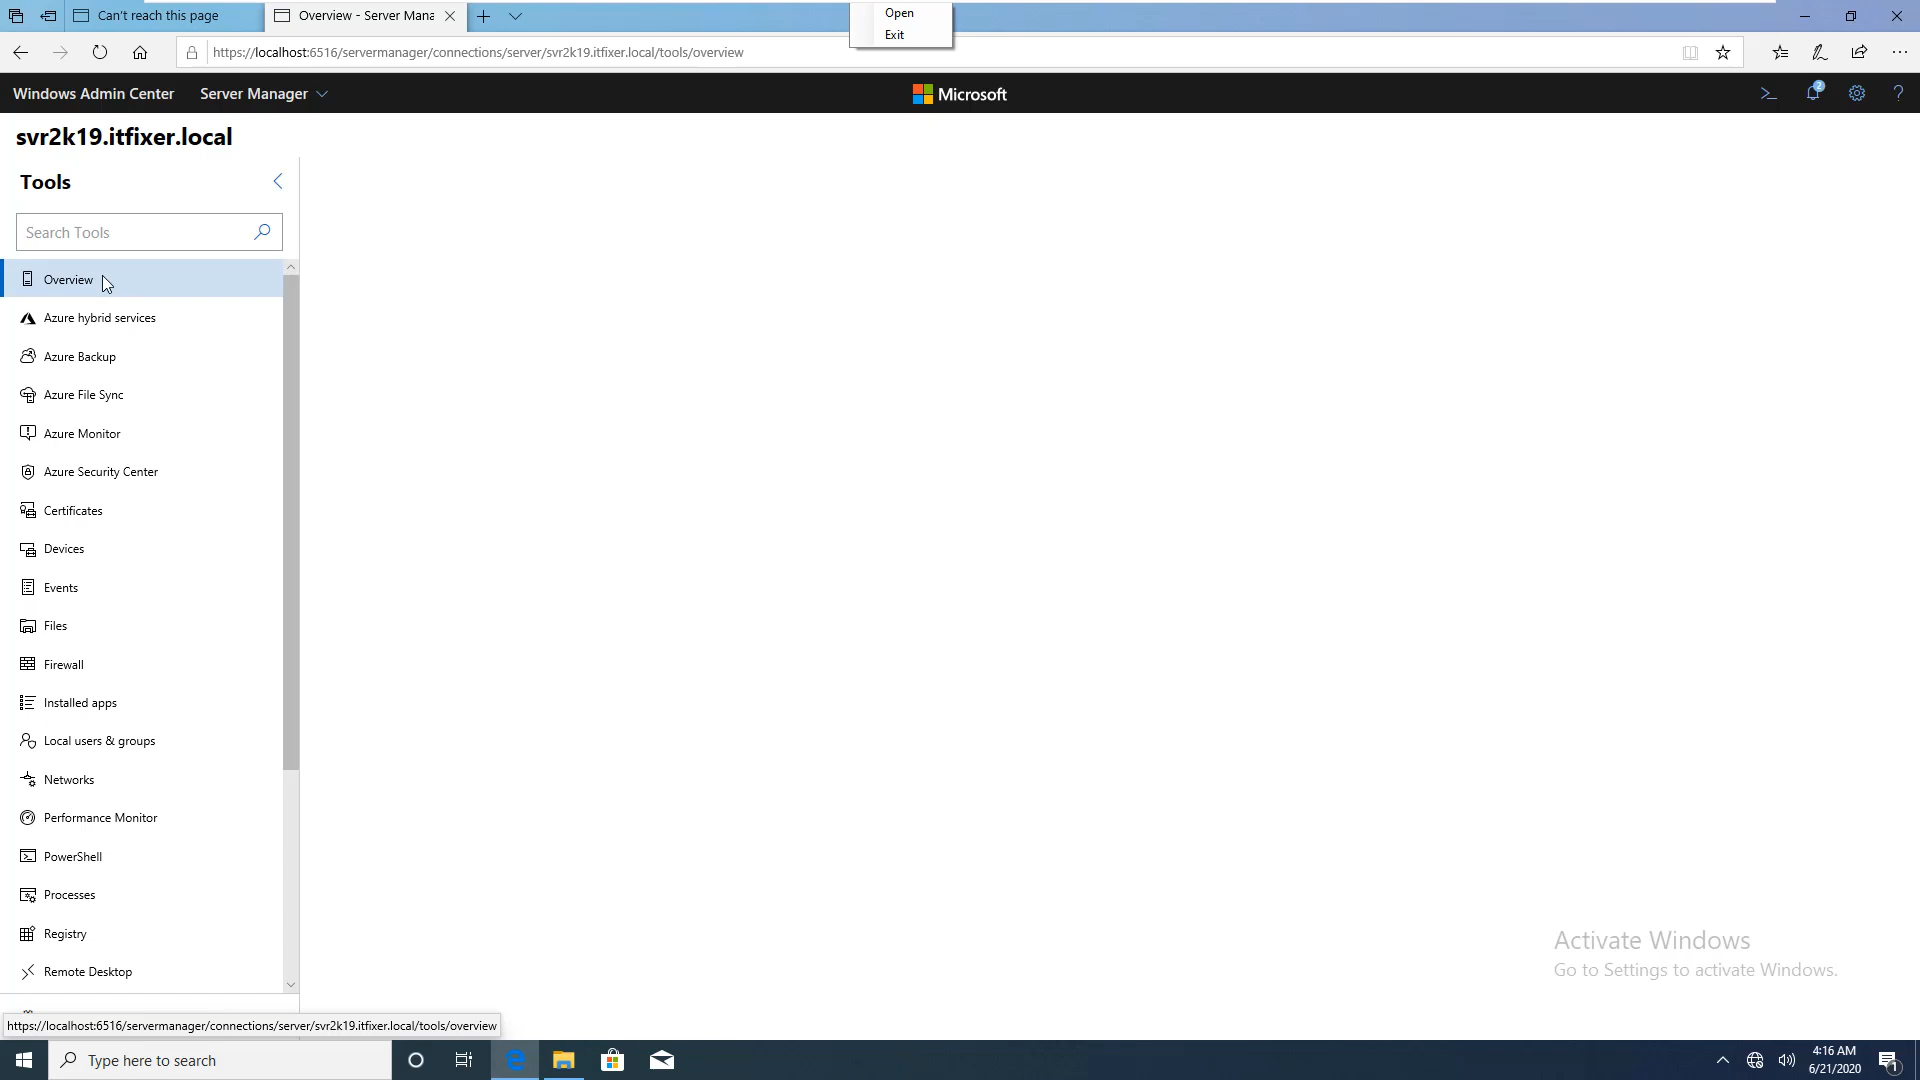 Can't reach this page
Overview - Server Mana
Open
Exit
https://localhost:6516/servermanager/connections/server/svr2k19.itfixer.local/tools/overview
Windows Admin Center
Server Manager
Microsoft
2
svr2k19.itfixer.local
Tools
Search Tools
Overview
Azure hybrid services
Azure Backup
Azure File Sync
Azure Monitor
Azure Security Center
Certificates
Devices
Events
Files
Firewall
Installed apps
Local users & groups
Networks
Performance Monitor
PowerShell
Processes
Registry
Remote Desktop
Activate Windows
Go to Settings to activate Windows.
https://localhost:6516/servermanager/connections/server/svr2k19.itfixer.local/tools/overview
Type here to search
4:16 AM
6/21/2020
1